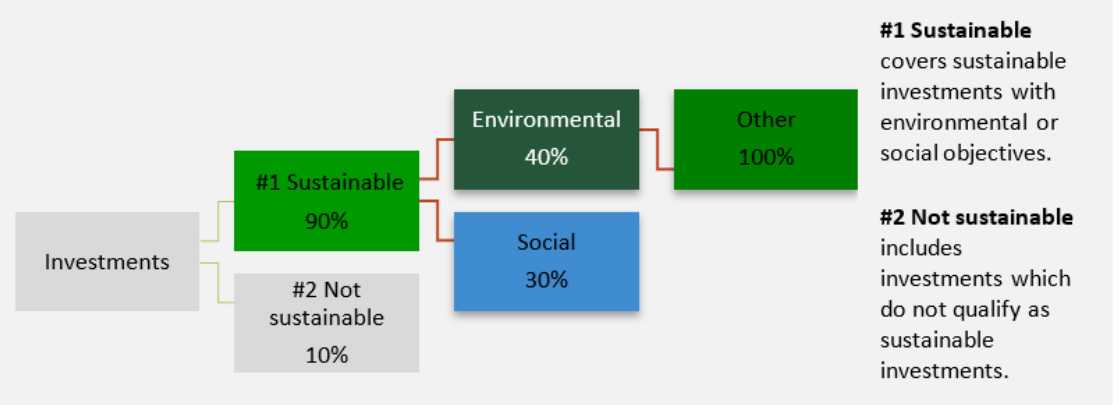 Investments
#1 Sustainable
90%
#2 Not
sustainable
10%
Environmental
40%
Social
30%
Other
100%
#1 Sustainable
covers sustainable
investments with
environmental or
social objectives.
#2 Not sustainable
includes
investments which
do not qualify as
sustainable
investments.